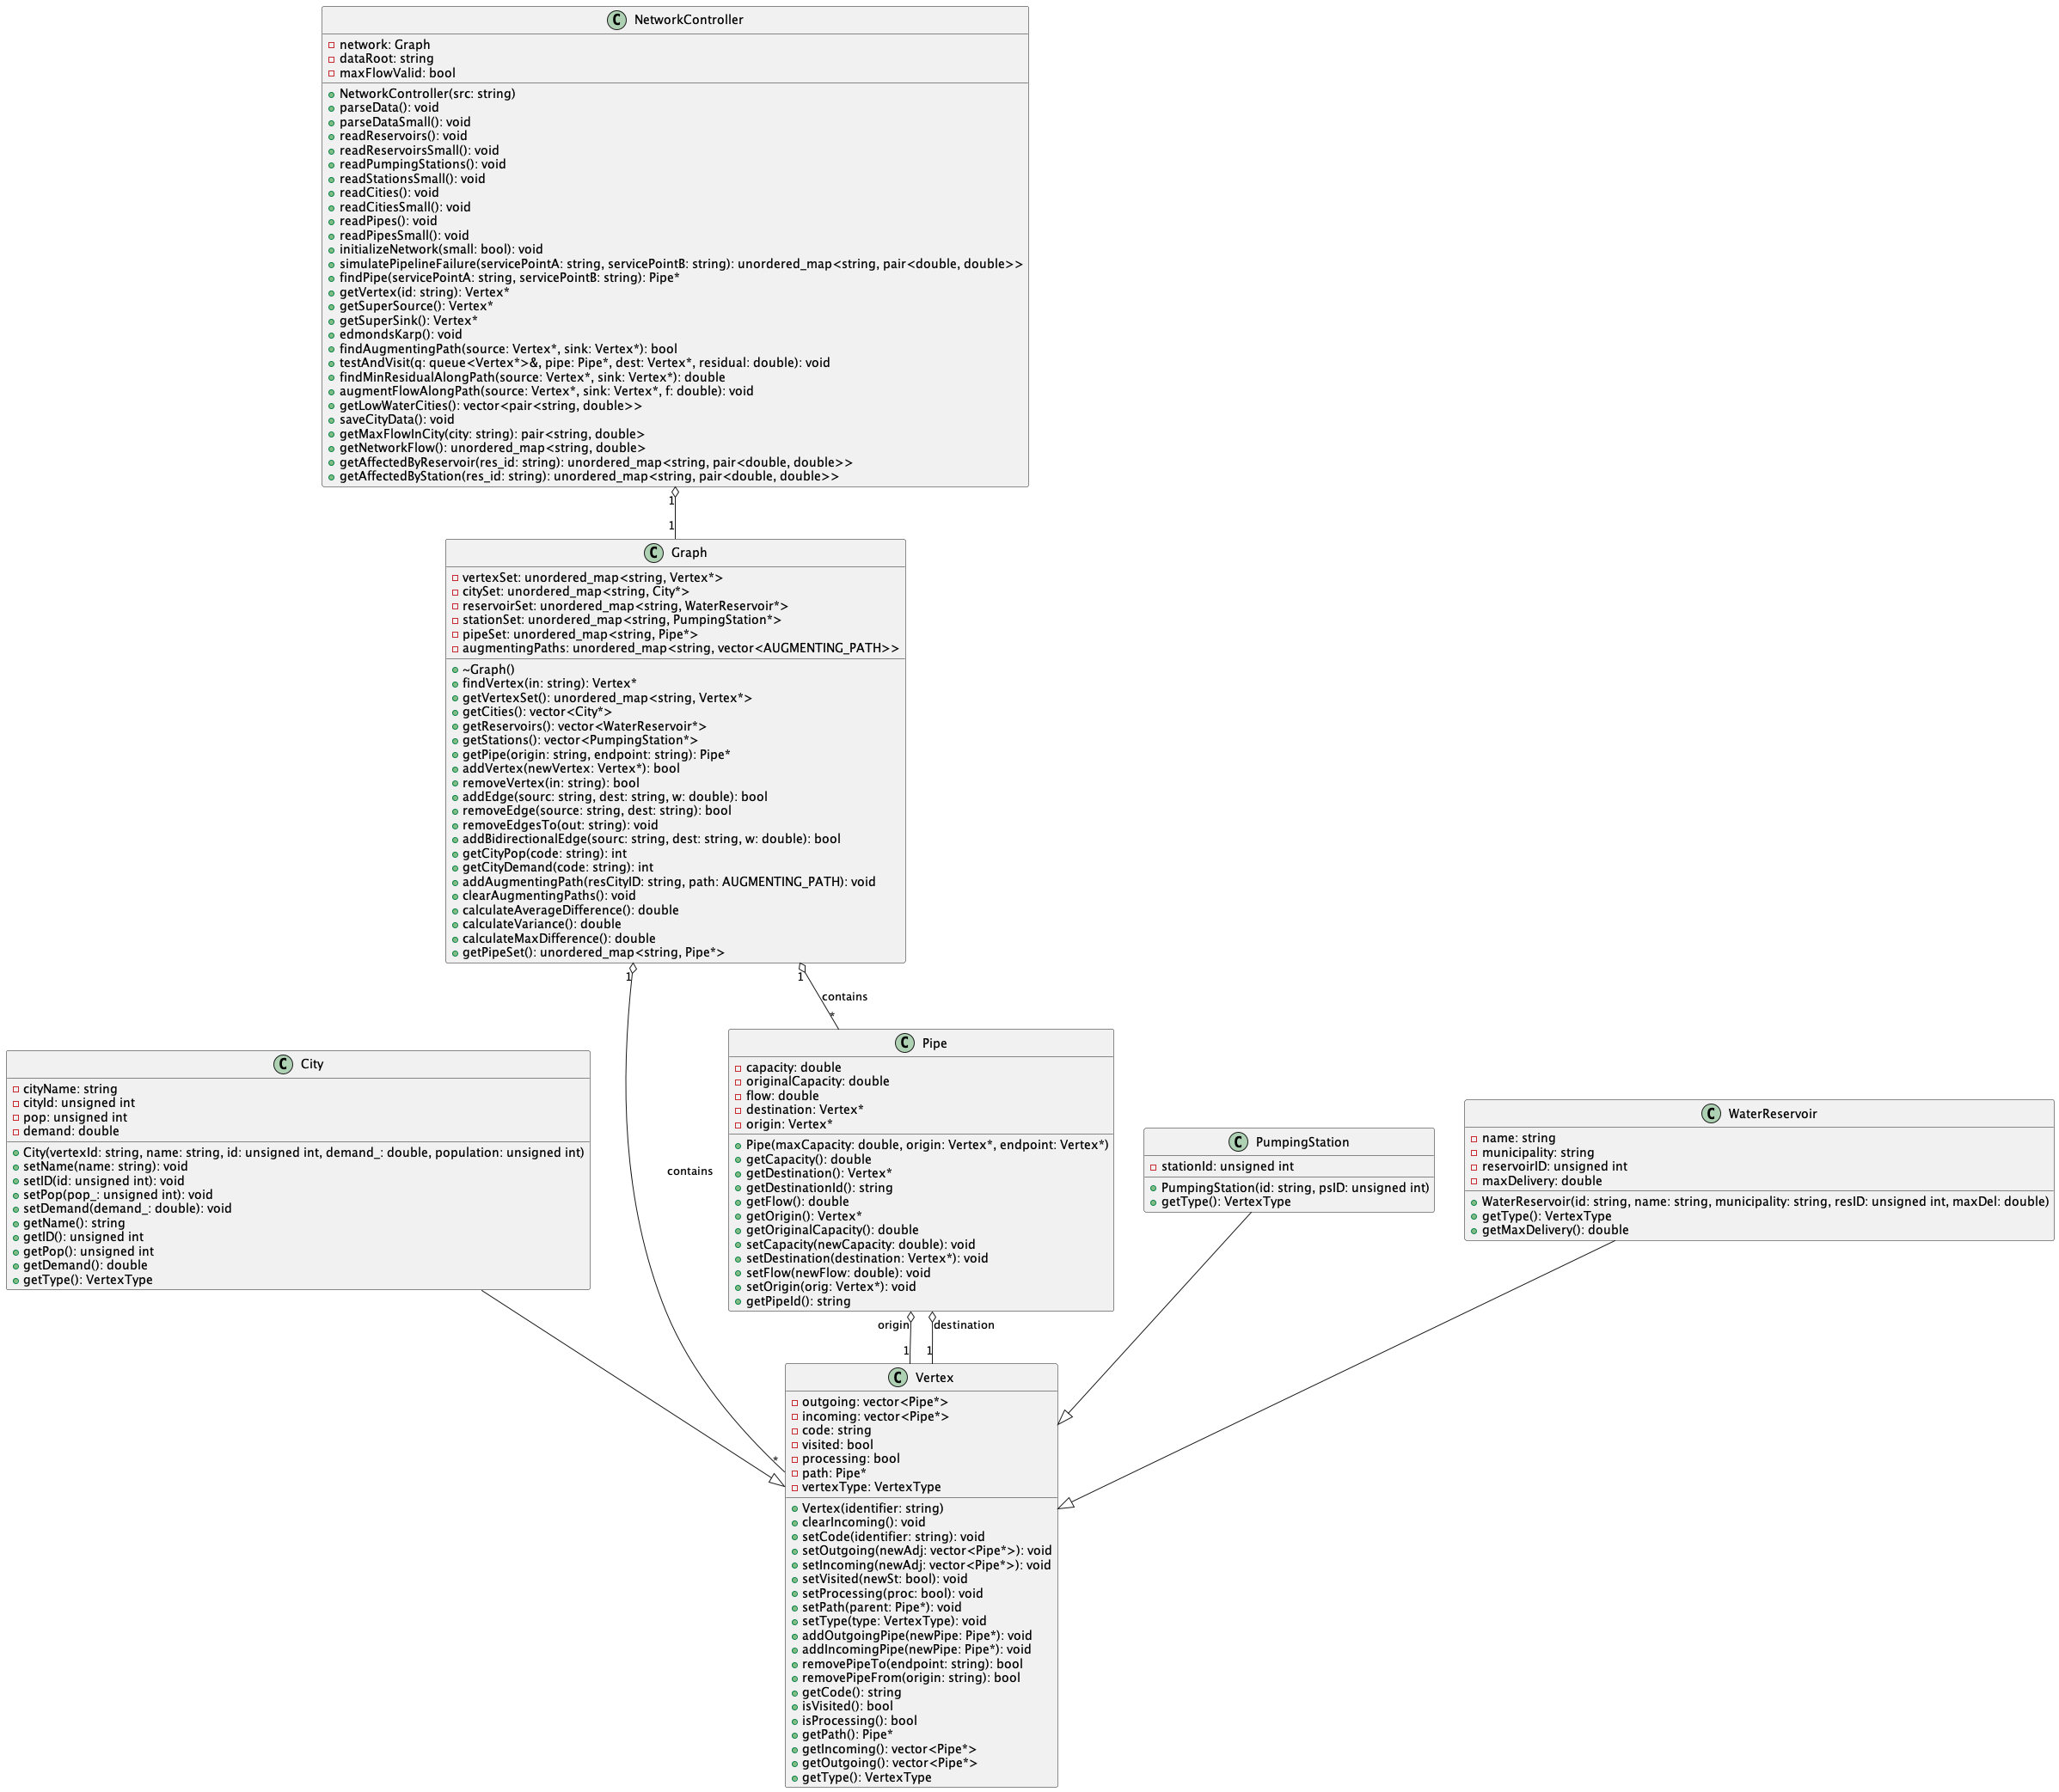 C NetworkController
network: Graph
dataRoot: string
maxFlowValid: bool
NetworkController(src: string)
parseData(): void
parseDataSmall(): void
readReservoirs(): void
readReservoirsSmall(): void
readPumpingStations(): void
readStationsSmall(): void
readCities(): void
readCitiesSmall(): void
readPipes(): void
readPipesSmall(): void
initializeNetwork(small: bool): void
simulatePipelineFailure(servicePointA: string, servicePointB: string): unordered_map<string, pair<double, double>>
findPipe(servicePointA: string, servicePointB: string): Pipe*
getVertex(id: string): Vertex*
getSuperSource(): Vertex*
getSuperSink(): Vertex*
edmondsKarp(): void
findAugmentingPath(source: Vertex*, sink: Vertex*): bool
testAndVisit(q: queue<Vertex*>&, pipe: Pipe*, dest: Vertex*, residual: double): void
findMinResidualAlongPath(source: Vertex*, sink: Vertex*): double
augmentFlowAlongPath(source: Vertex*, sink: Vertex*, f: double): void
getLowWaterCities(): vector<pair<string, double>>
saveCityData(): void
getMaxFlowInCity(city: string): pair<string, double>
getNetworkFlow(): unordered_map<string, double>
getAffectedByReservoir(res_id: string): unordered_map<string, pair<double, double>>
getAffectedByStation(res_id: string): unordered_map<string, pair<double, double>>
1
1
C Graph
vertexSet: unordered_map<string, Vertex*>
citySet: unordered_map<string, City*>
reservoirSet: unordered_map<string, WaterReservoir*>
stationSet: unordered_map<string, PumpingStation*>
pipeSet: unordered_map<string, Pipe*>
augmentingPaths: unordered_map<string, vector<AUGMENTING_PATH>>
~Graph()
findVertex(in: string): Vertex*
getVertexSet(): unordered_map<string, Vertex*>
getCities(): vector<City*>
getReservoirs(): vector<WaterReservoir*>
getStations(): vector<PumpingStation*>
getPipe(origin: string, endpoint: string): Pipe*
addVertex(newVertex: Vertex*): bool
removeVertex(in: string): bool
addEdge(sourc: string, dest: string, w: double): bool
removeEdge(source: string, dest: string): bool
removeEdgesTo(out: string): void
addBidirectionalEdge(sourc: string, dest: string, w: double): bool
getCityPop(code: string): int
getCityDemand(code: string): int
addAugmentingPath(resCityID: string, path: AUGMENTING_PATH): void
clearAugmentingPaths(): void
calculateAverageDifference(): double
calculateVariance(): double
calculateMaxDifference(): double
getPipeSet(): unordered_map<string, Pipe*>
1
1
contains
*
C City
cityName: string
cityId: unsigned int
pop: unsigned int
demand: double
City(vertexId: string, name: string, id: unsigned int, demand_: double, population: unsigned int)
setName(name: string): void
setID(id: unsigned int): void
setPop(pop_: unsigned int): void
setDemand(demand_: double): void
getName(): string
getID(): unsigned int
getPop(): unsigned int
getDemand(): double
getType(): VertexType
contains
C Pipe
capacity: double
originalCapacity: double
flow: double
destination: Vertex*
origin: Vertex*
Pipe(maxCapacity: double, origin: Vertex*, endpoint: Vertex*)
getCapacity(): double
getDestination(): Vertex*
getDestinationId(): string
getFlow(): double
getOrigin(): Vertex*
getOriginalCapacity(): double
setCapacity(newCapacity: double): void
setDestination(destination: Vertex*): void
setFlow(newFlow: double): void
setOrigin(orig: Vertex*): void
getPipeId(): string
C PumpingStation
stationId: unsigned int
PumpingStation(id: string, psID: unsigned int)
getType(): VertexType
C WaterReservoir
name: string
municipality: string
reservoirID: unsigned int
maxDelivery: double
WaterReservoir(id: string, name: string, municipality: string, resID: unsigned int, maxDel: double)
getType(): VertexType
getMaxDelivery(): double
origin
destination
1
1
*
C Vertex
outgoing: vector<Pipe*>
incoming: vector<Pipe*>
code: string
visited: bool
processing: bool
path: Pipe*
vertexType: VertexType
Vertex(identifier: string)
clearIncoming(): void
setCode(identifier: string): void
setOutgoing(newAdj: vector<Pipe*>): void
setIncoming(newAdj: vector<Pipe*>): void
setVisited(newSt: bool): void
setProcessing(proc: bool): void
setPath(parent: Pipe*): void
setType(type: VertexType): void
addOutgoingPipe(newPipe: Pipe*): void
addIncomingPipe(newPipe: Pipe*): void
removePipeTo(endpoint: string): bool
removePipeFrom(origin: string): bool
getCode(): string
isVisited(): bool
isProcessing(): bool
getPath(): Pipe*
getIncoming(): vector<Pipe*>
getOutgoing(): vector<Pipe*>
getType(): VertexType